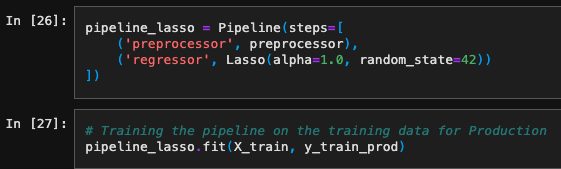 In [26]:
pipeline_lasso = Pipeline(steps=[
    ('preprocessor', preprocessor),
    ('regressor', Lasso(alpha=1.0, random_state=42))
])
In [27]:
# Training the pipeline on the training data for Production
pipeline_lasso.fit(X_train, y_train_prod)